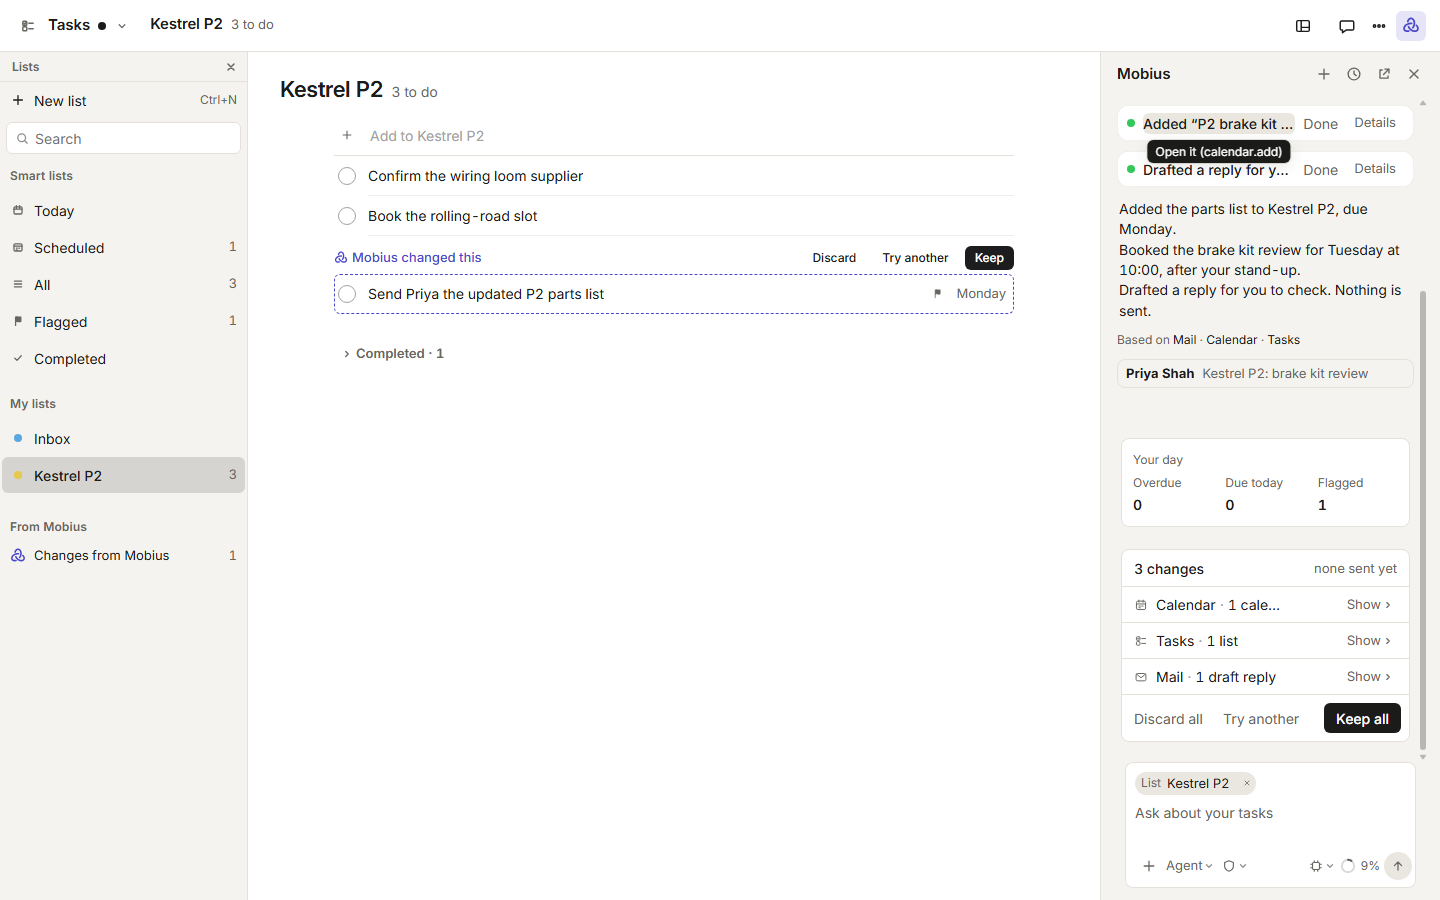 Tasks
Kestrel P2 3 to do
Lists
New list Ctrl+N
Search
Smart lists
Today
Scheduled 1
All 3
Flagged 1
Completed
My lists
Inbox
Kestrel P2 3
From Mobius
Changes from Mobius 1
Kestrel P2 3 to do
Add to Kestrel P2
Confirm the wiring loom supplier
Book the rolling-road slot
Mobius changed this Discard Try another Keep
Send Priya the updated P2 parts list Monday
Completed · 1
Mobius
Added “P2 brake kit ... Done Details
Open it (calendar.add)
Drafted a reply for y... Done Details
Added the parts list to Kestrel P2, due
Monday.
Booked the brake kit review for Tuesday at
10:00, after your stand-up.
Drafted a reply for you to check. Nothing is
sent.
Based on Mail · Calendar · Tasks
Priya Shah Kestrel P2: brake kit review
Your day
Overdue Due today Flagged
0 0 1
3 changes none sent yet
Calendar · 1 cale... Show
Tasks · 1 list Show
Mail · 1 draft reply Show
Discard all Try another Keep all
List Kestrel P2 ×
Ask about your tasks
Agent 9%